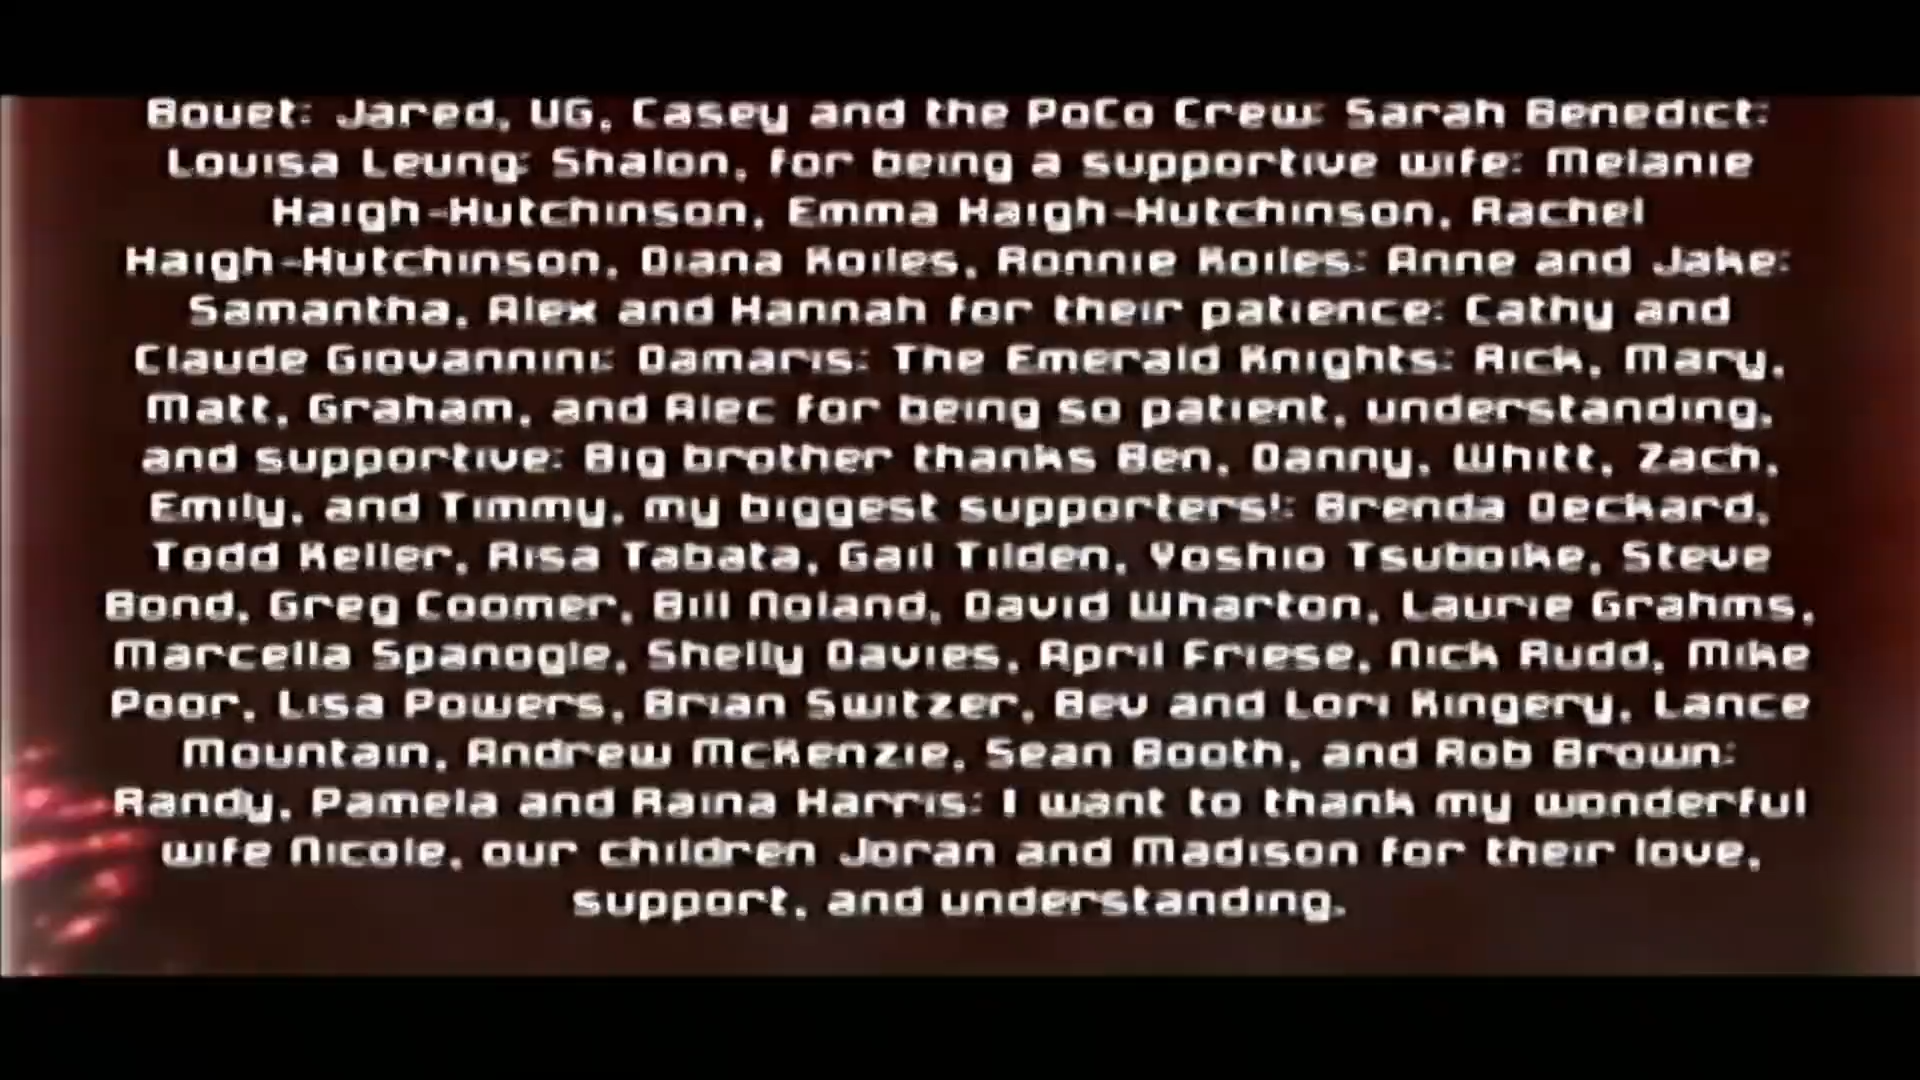 Bouet: Jared, UG, Casey and the PoCo Crew: Sarah Benedict:
Louisa Leung: Shalon, for being a supportive wife: Melanie
Haigh-Hutchinson, Emma Haigh-Hutchinson, Rachel
Haigh-Hutchinson, Diana Koiles, Ronnie Koiles: Anne and Jake:
Samantha, Alex and Hannah for their patience: Cathy and
Claude Giovannini: Damaris: The Emerald Knights: Rick, Mary,
Matt, Graham, and Alec for being so patient, understanding,
and supportive: Big brother thanks Ben, Danny, Whitt, Zach,
Emily, and Timmy, my biggest supporters!: Brenda Deckard,
Todd Keller, Risa Tabata, Gail Tilden, Yoshio Tsuboike, Steve
Bond, Greg Coomer, Bill Noland, David Wharton, Laurie Grahms,
Marcella Spanogle, Shelly Davies, April Friese, Nick Rudd, Mike
Poor, Lisa Powers, Brian Switzer, Bev and Lori Kingery, Lance
Mountain, Andrew McKenzie, Sean Booth, and Rob Brown:
Randy, Pamela and Raina Harris: I want to thank my wonderful
wife Nicole, our children Joran and Madison for their love,
support, and understanding.